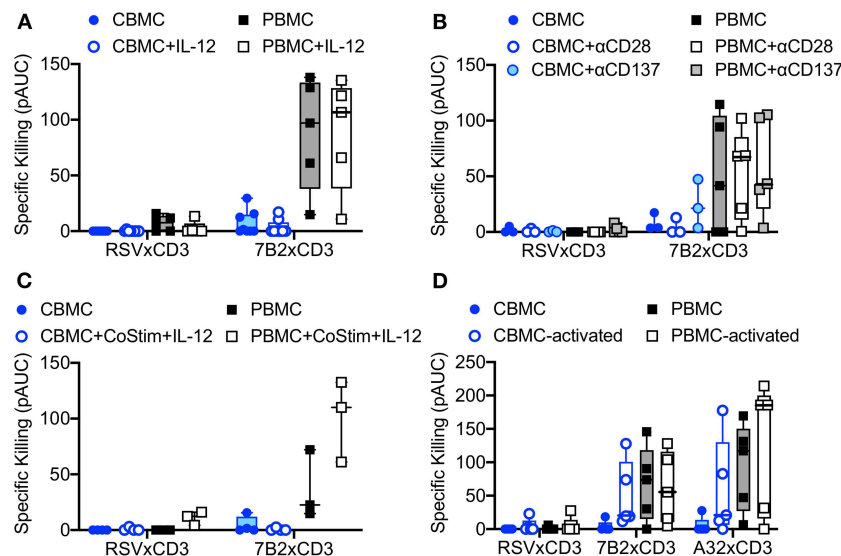 A
CBMC PBMC
CBMC+IL-12 PBMC+IL-12
Specific Killing (pAUC)
150
100
50
0
RSVxCD3 7B2xCD3
B
CBMC PBMC
CBMC+αCD28 PBMC+αCD28
CBMC+αCD137 PBMC+αCD137
Specific Killing (pAUC)
150
100
50
0
RSVxCD3 7B2xCD3
C
CBMC PBMC
CBMC+CoStim+IL-12 PBMC+CoStim+IL-12
Specific Killing (pAUC)
150
100
50
0
RSVxCD3 7B2xCD3
D
CBMC PBMC
CBMC-activated PBMC-activated
Specific Killing (pAUC)
250
200
150
100
50
0
RSVxCD3 7B2xCD3 A32xCD3